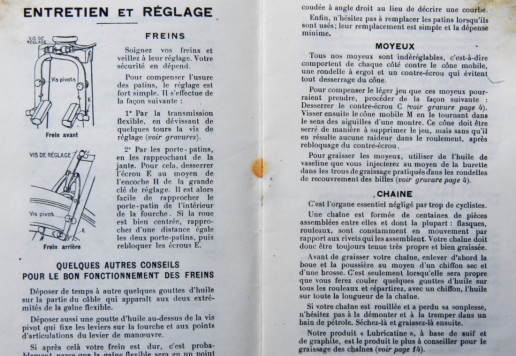 ENTRETIEN ET RÉGLAGE
VIS DE
RÉGLAGE
Vis pivots
E
Frein avant
FREINS
Soignez vos freins et
veillez à leur réglage. Votre
sécurité en dépend.
Pour compenser l'usure
des patins, le réglage est
fort simple. Il s'effectue de
la façon suivante :
1° Par la transmission
flexible, en dévissant de
quelques tours la vis de
réglage (voir gravures).
VIS DE RÉGLAGE
Vis pivot
E
Frein arrière
2° Par les porte-patins,
en les rapprochant de la
jante. Pour cela, desserrer
l'écrou E au moyen de
l'encoche H de la grande
clé de réglage. Il est alors
facile de rapprocher le
porte-patin de l'intérieur
de la fourche. Si la roue
est bien centrée, rappro-
chez d'une distance égale
les deux porte-patins, puis
rebloquer les écrous E.
QUELQUES AUTRES CONSEILS
POUR LE BON FONCTIONNEMENT DES FREINS
Déposer de temps à autre quelques gouttes d'huile
sur la partie du câble qui apparaît aux deux extré-
mités de la gaîne flexible.
Déposer aussi une goutte d'huile au-dessus de la vis
pivot qui fixe les leviers sur la fourche et aux points
d'articulations du levier de manœuvre.
Si après cela votre frein est dur, c'est proba-
blement parce que la gaîne flexible sera en un point
coudée à angle droit au lieu de décrire une courbe.
Enfin, n'hésitez pas à remplacer les patins lorsqu'ils
sont usés; leur remplacement est simple et la dépense
minime.
MOYEUX
Tous nos moyeux sont indéréglables, c'est-à-dire
comportent de chaque côté contre le cône mobile,
une rondelle à ergot et un contre-écrou qui évitent
tout desserrage du cône.
Pour compenser le léger jeu que ces moyeux pour-
raient prendre, procéder de la façon suivante :
Desserrer le contre-écrou C (voir gravure page 4).
Visser ensuite le cône mobile M en le tournant dans
le sens des aiguilles d'une montre. Ce cône doit être
serré de manière à supprimer le jeu, mais sans qu'il
en résulte aucune raideur dans le roulement, après
rebloquage du contre-écrou.
Pour graisser les moyeux, utiliser de l'huile de
vaseline que vous injecterez au moyen de la burette
dans les trous de graissage pratiqués dans les rondelles
de recouvrement des billes (voir gravure page 4).
CHAINE
C'est l'organe essentiel négligé par trop de cyclistes.
Une chaîne est formée de centaines de pièces
assemblées entre elles et dont la plupart : flasques,
rouleaux, sont constamment en mouvement par
rapport aux rivets qui les assemblent. Votre chaîne doit
donc être toujours tenue très propre et bien graissée.
Avant de graisser votre chaîne, enlever d'abord la
boue et la poussière au moyen d'un chiffon sec et
d'une brosse. C'est seulement lorsqu'elle sera propre
que vous ferez couler quelques gouttes d'huile sur
tous les rouleaux et répartirez, avec un chiffon, l'huile
sur toute la longueur de la chaîne.
Si votre chaîne est rouillée et a perdu sa souplesse,
n'hésitez pas à la démonter et à la tremper dans un
bain de pétrole. Séchez-là et graissez-là ensuite.
Notre produit « Lubricatine », à base de suif et
de graphite, est le produit le plus à conseiller pour le
graissage des chaînes (voir page 14).